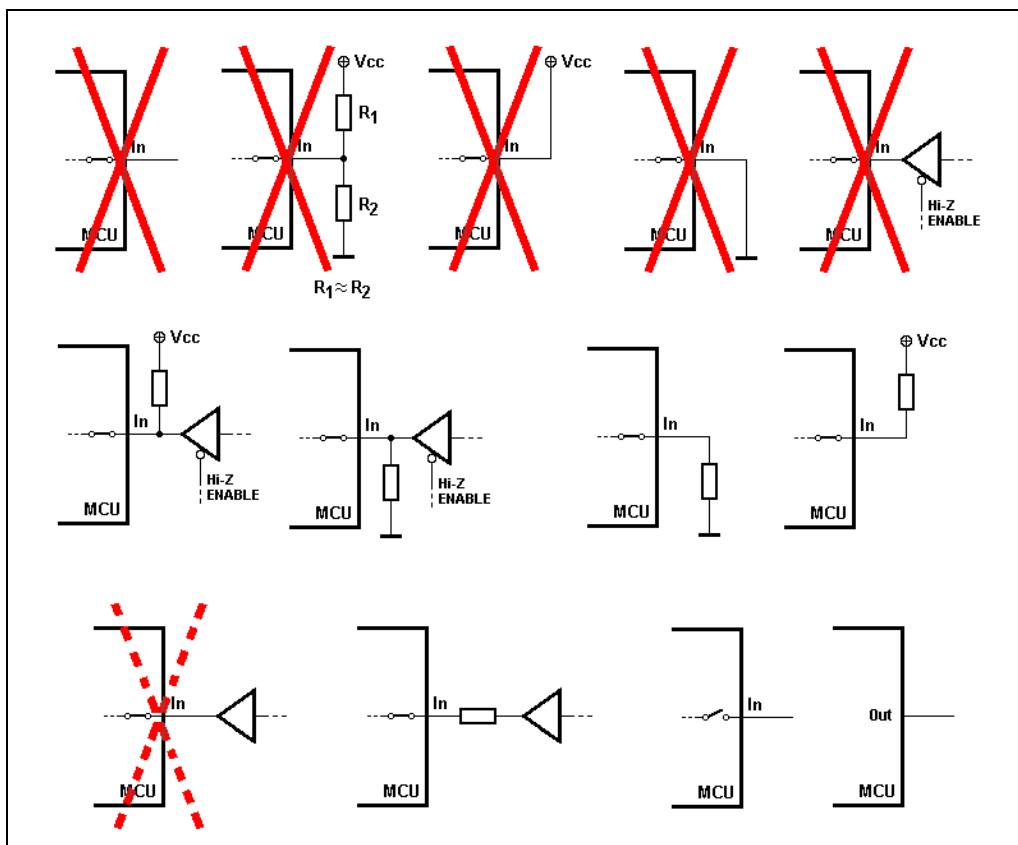 Vcc
Vcc
R1
In
In
In
In
In
R2
Hi-Z
ENABLE
MCU
MCU
MCU
MCU
MCU
R1≈ R2
Vcc
Vcc
In
In
In
In
Hi-Z
ENABLE
Hi-Z
ENABLE
MCU
MCU
MCU
MCU
In
In
In
Out
MCU
MCU
MCU
MCU